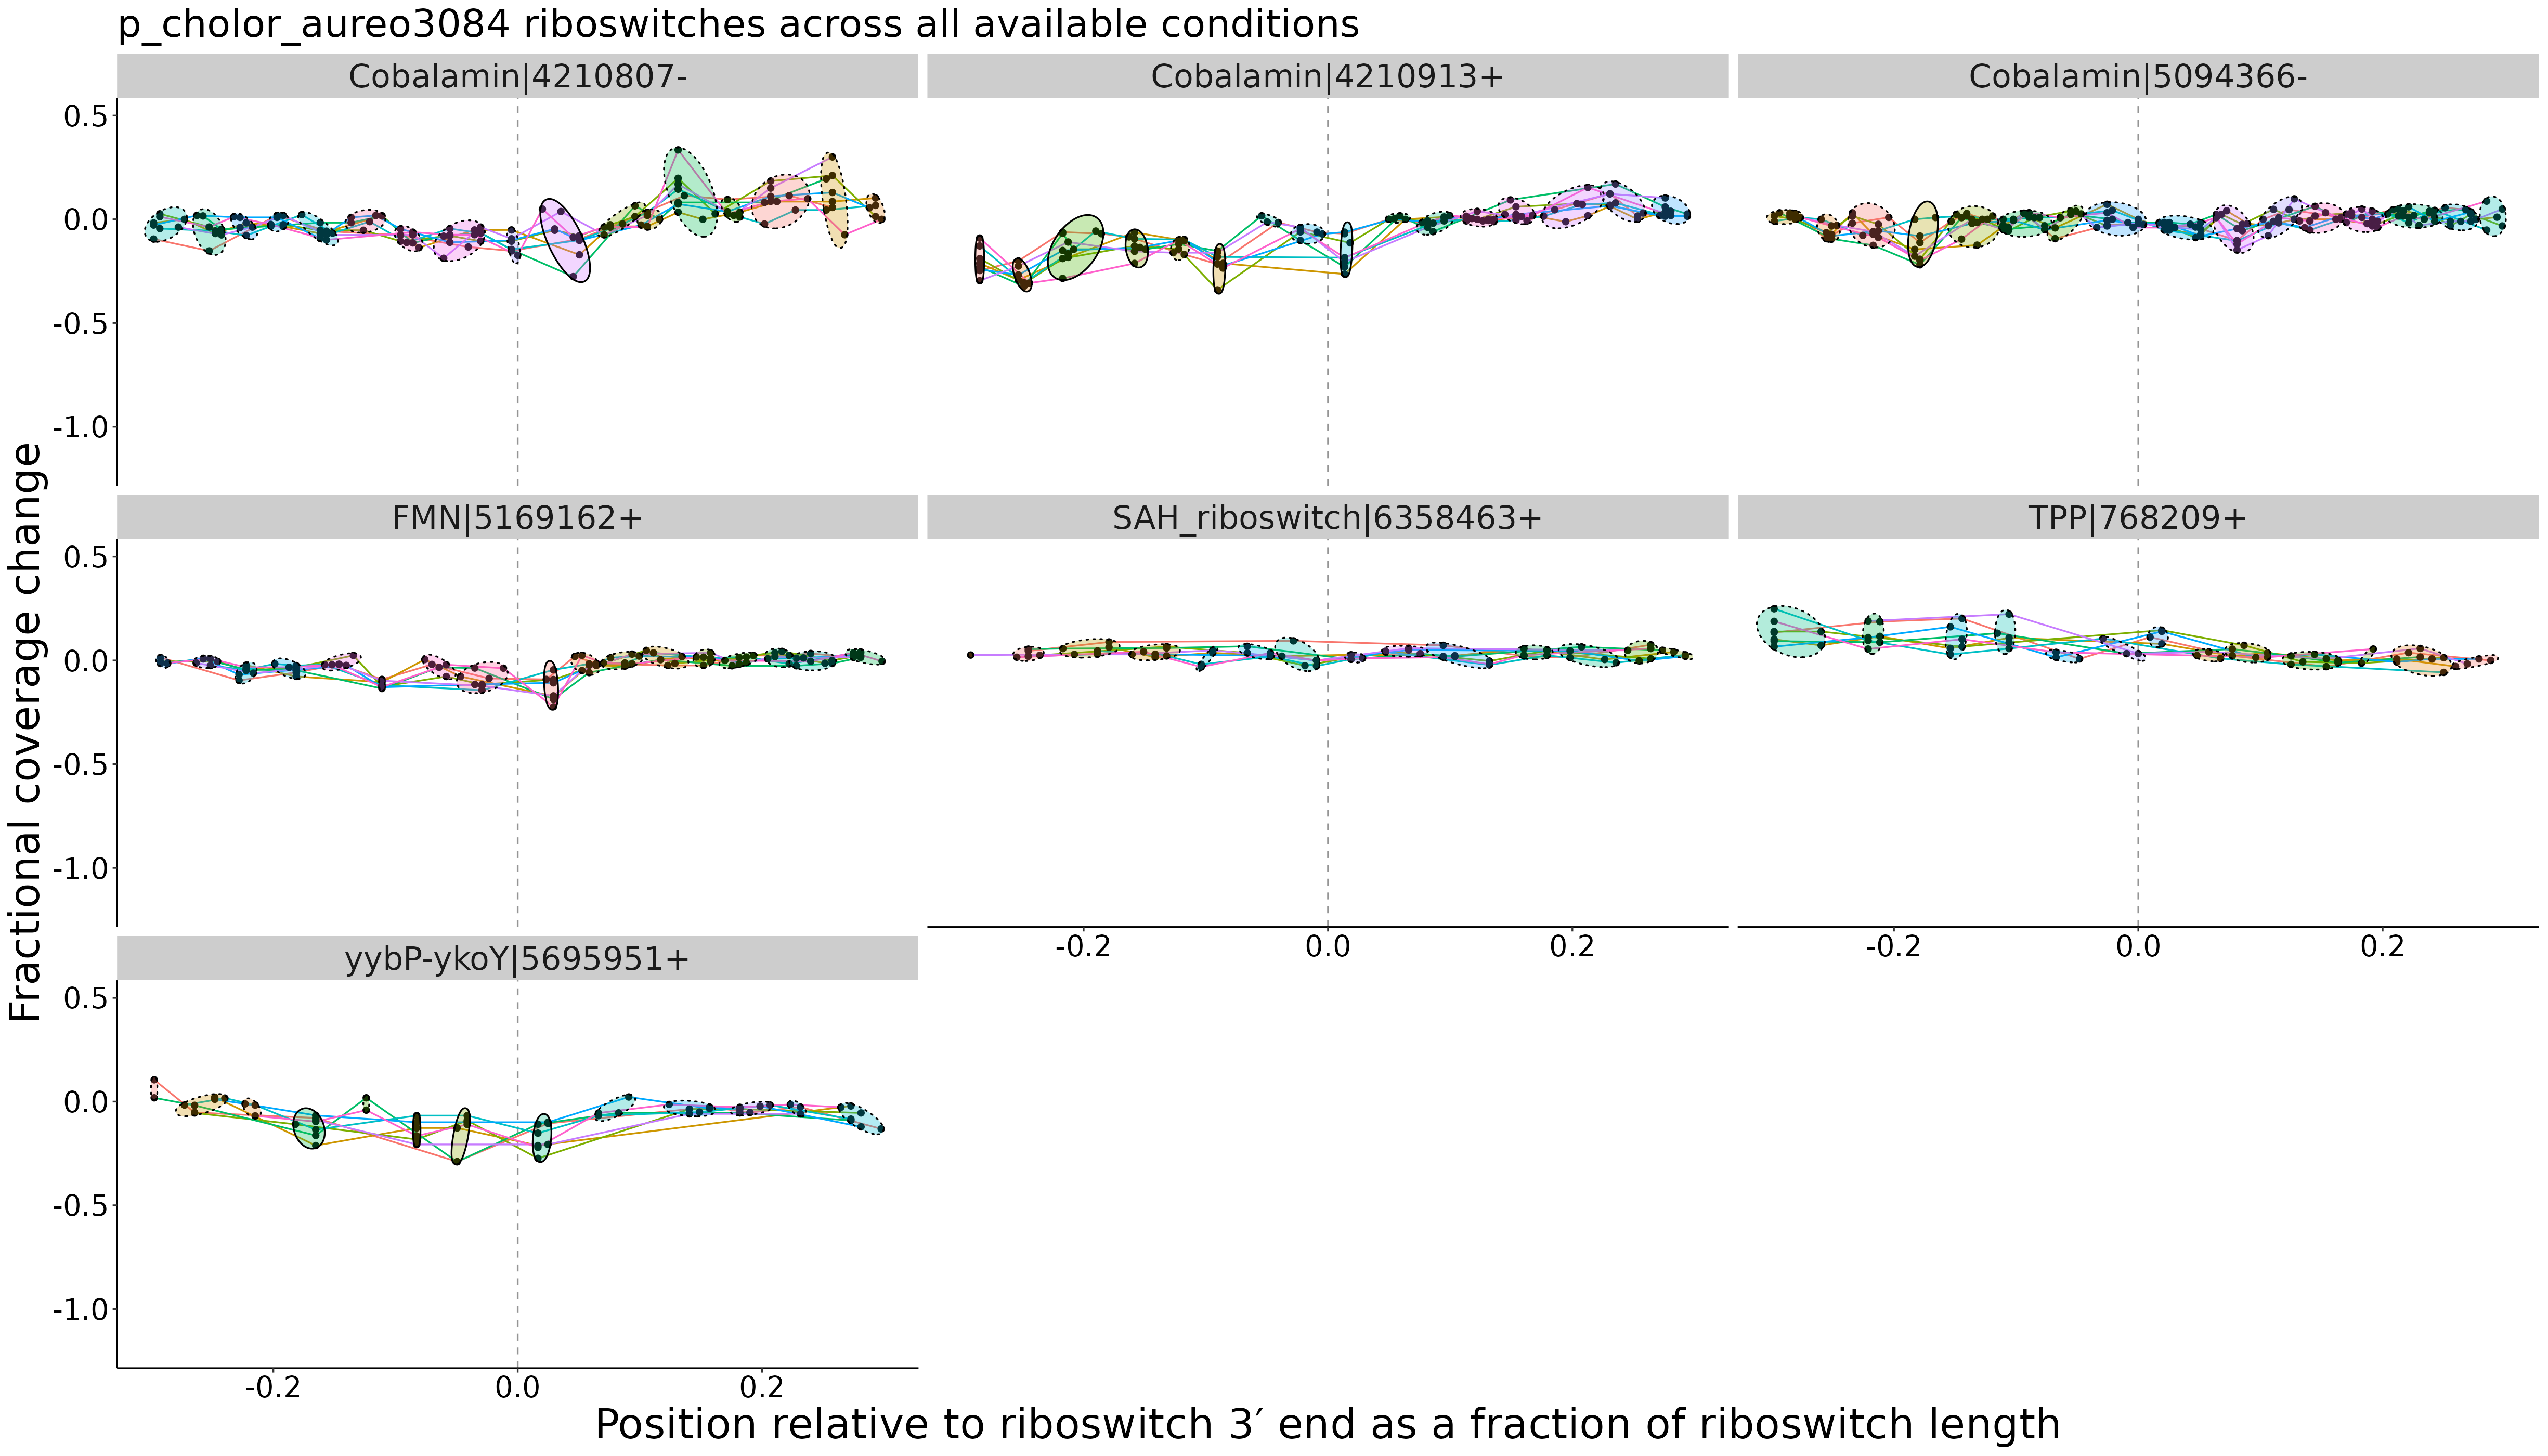 p_cholor_aureo3084 riboswitches across all available conditions
Cobalamin|4210807-
Cobalamin|4210913+
Cobalamin|5094366-
0.5
0.0
-0.5
-1.0
FMN|5169162+
SAH_riboswitch|6358463+
TPP|768209+
0.5
0.0
-0.5
-1.0
-0.2
0.0
0.2
-0.2
0.0
0.2
yybP-ykoY|5695951+
0.5
0.0
-0.5
-1.0
-0.2
0.0
0.2
Fractional coverage change
Position relative to riboswitch 3′ end as a fraction of riboswitch length